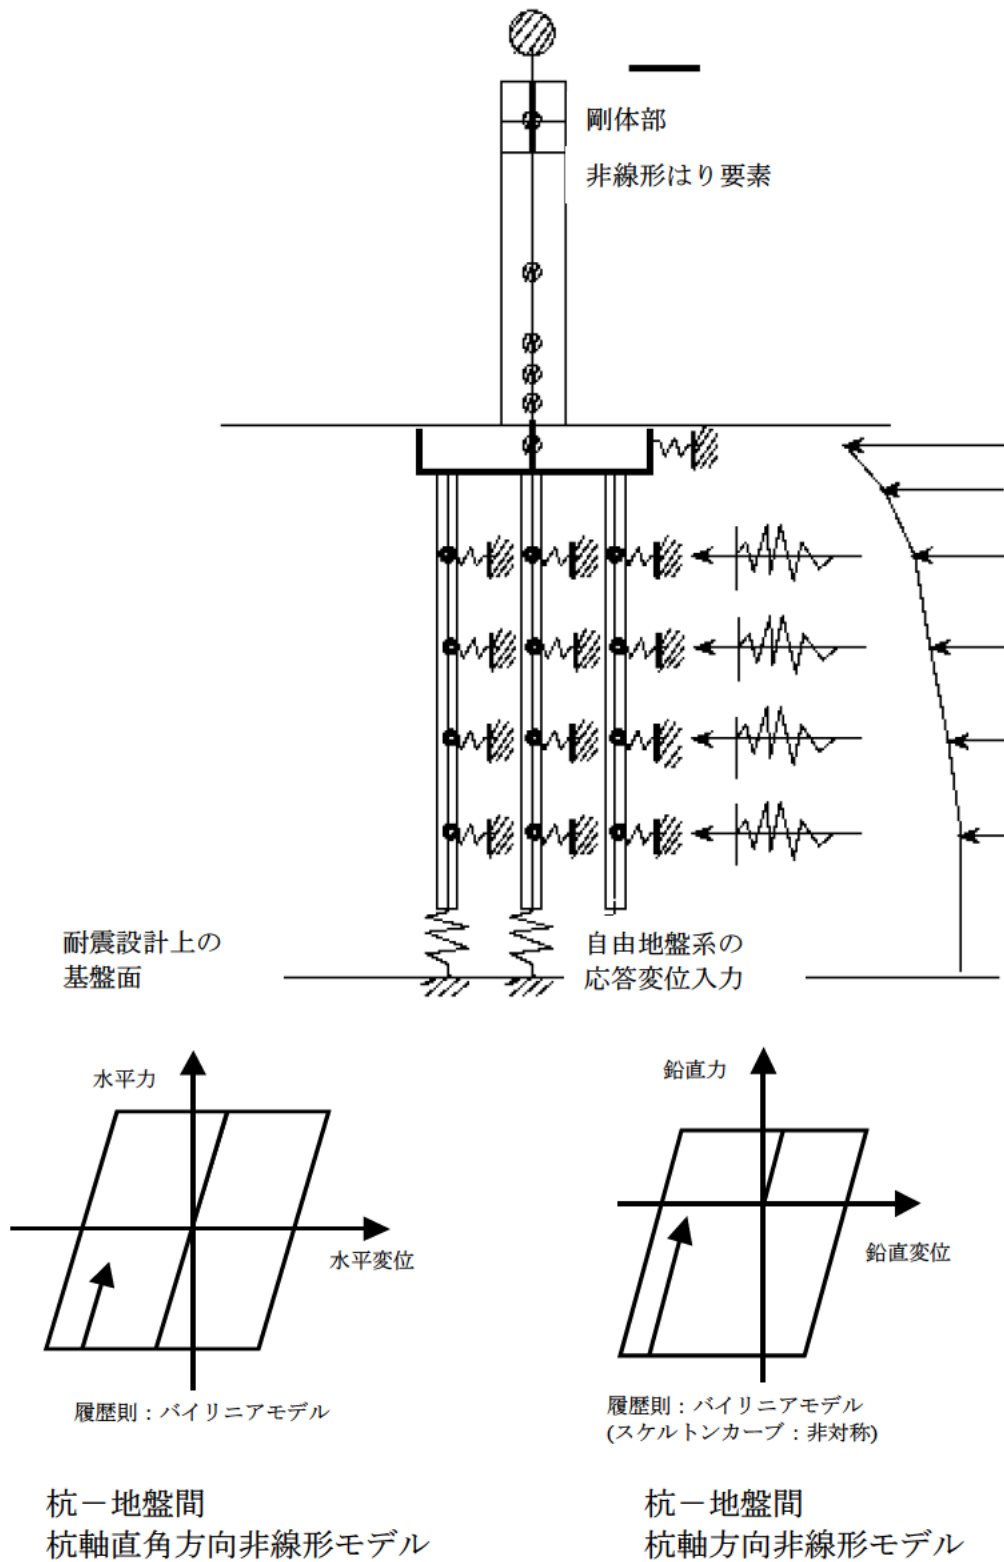 剛体部
非線形はり要素
耐震設計上の
基盤面
自由地盤系の
応答変位入力
水平力
水平変位
履歴則：バイリニアモデル
鉛直力
鉛直変位
履歴則：バイリニアモデル
(スケルトンカーブ：非対称)
杭－地盤間
杭軸直角方向非線形モデル
杭－地盤間
杭軸方向非線形モデル